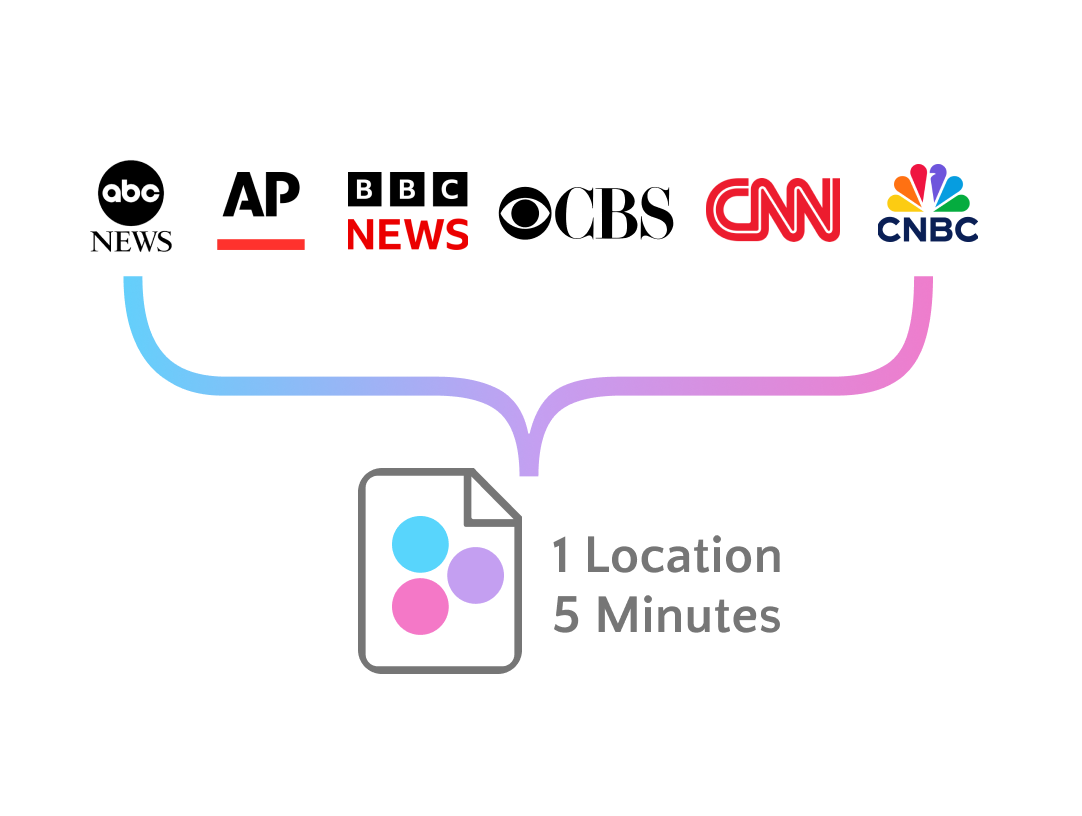 abc
NEWS
AP
BBC
NEWS
CBS
CNN
CNBC
1 Location
5 Minutes